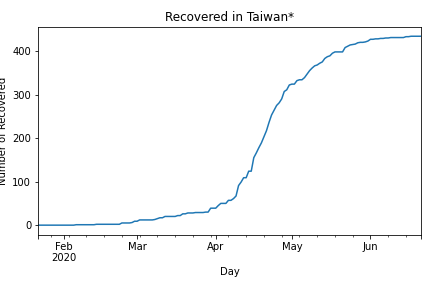 Recovered in Taiwan*
Number of Recovered
400
300
200
100
0
Feb
2020
Mar
Apr
May
Jun
Day